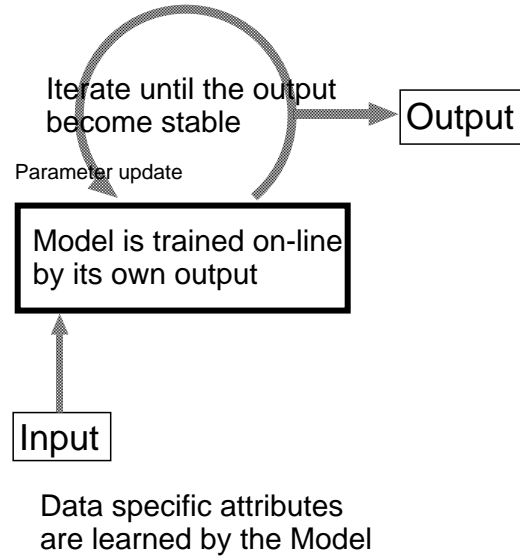 Iterate until the output
become stable
Output
Parameter update
Model is trained on-line
by its own output
Input
Data specific attributes
are learned by the Model